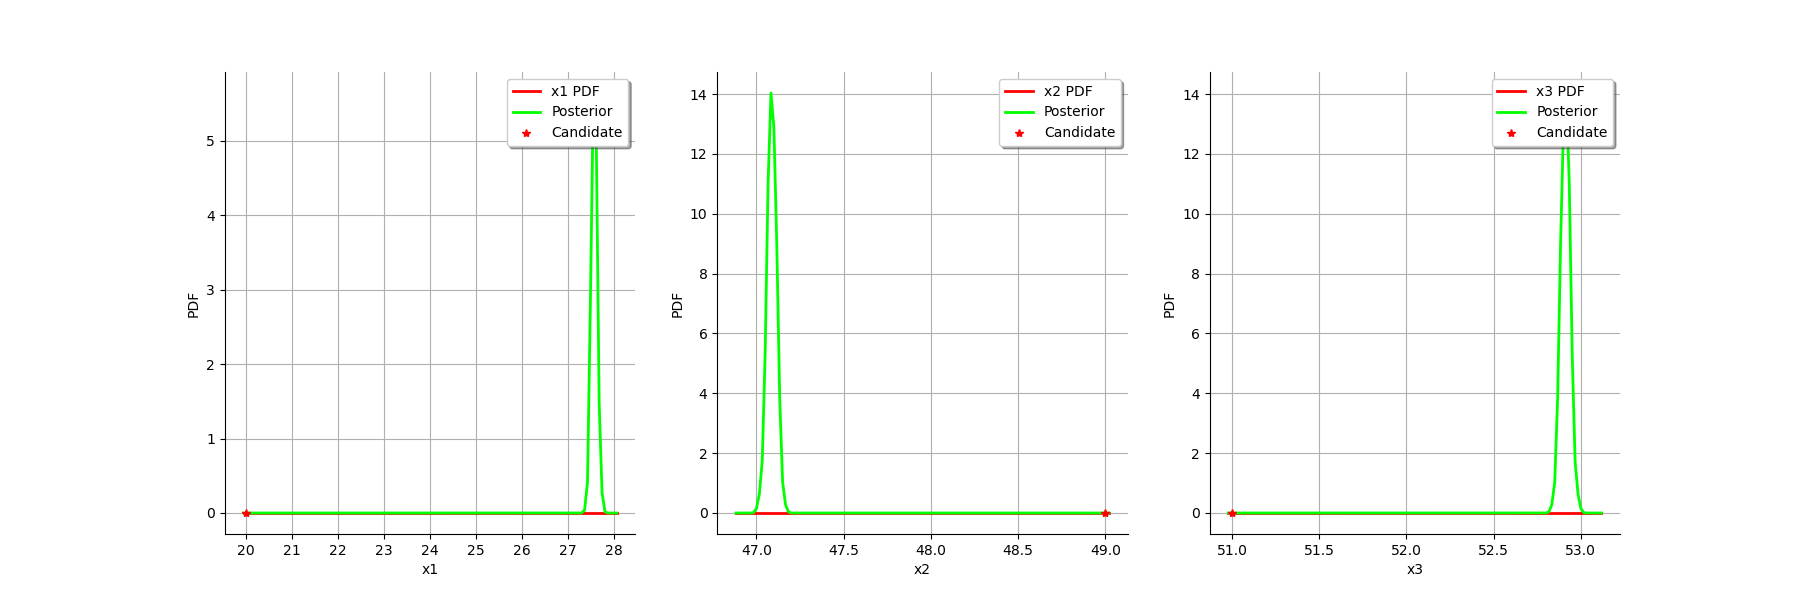 x1 PDF
Posterior
Candidate
5
4
3
2
1
0
PDF
20 21 22 23 24 25 26 27 28
x1
x2 PDF
Posterior
Candidate
14
12
10
8
6
4
2
0
PDF
47.0 47.5 48.0 48.5 49.0
x2
x3 PDF
Posterior
Candidate
14
12
10
8
6
4
2
0
PDF
51.0 51.5 52.0 52.5 53.0
x3